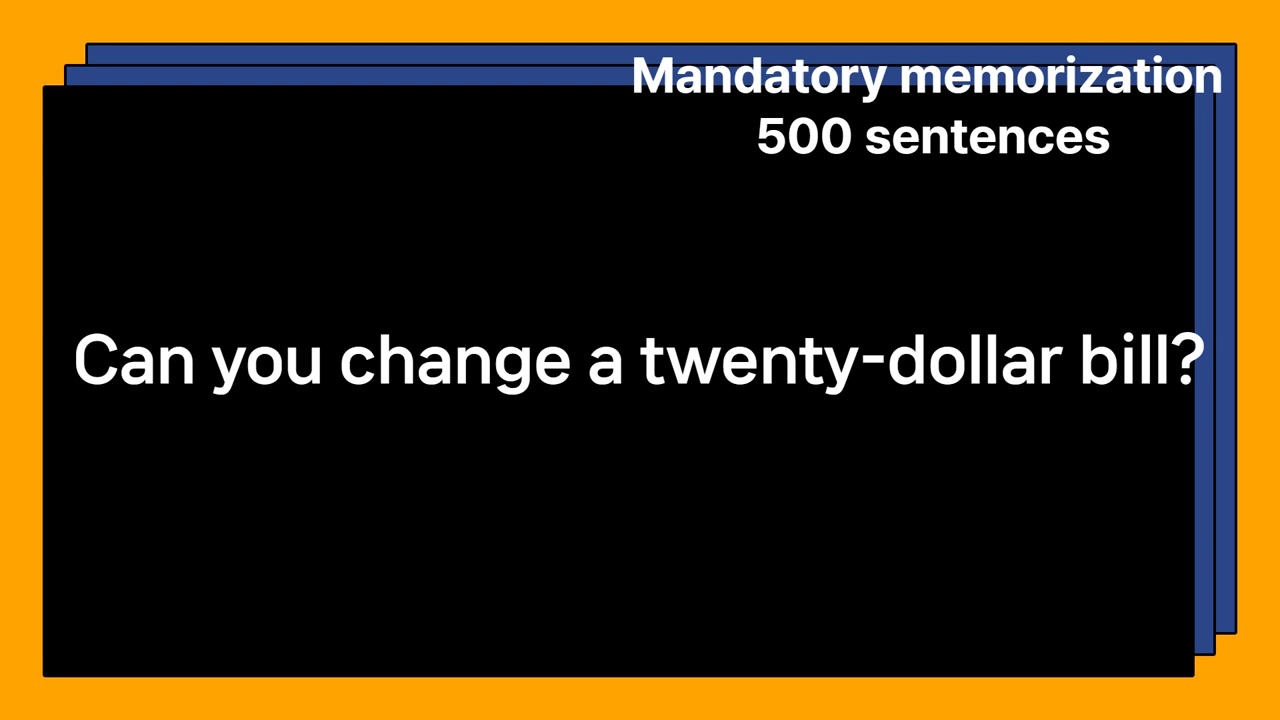 Mandatory memorization
500 sentences
Can you change a twenty-dollar bill?